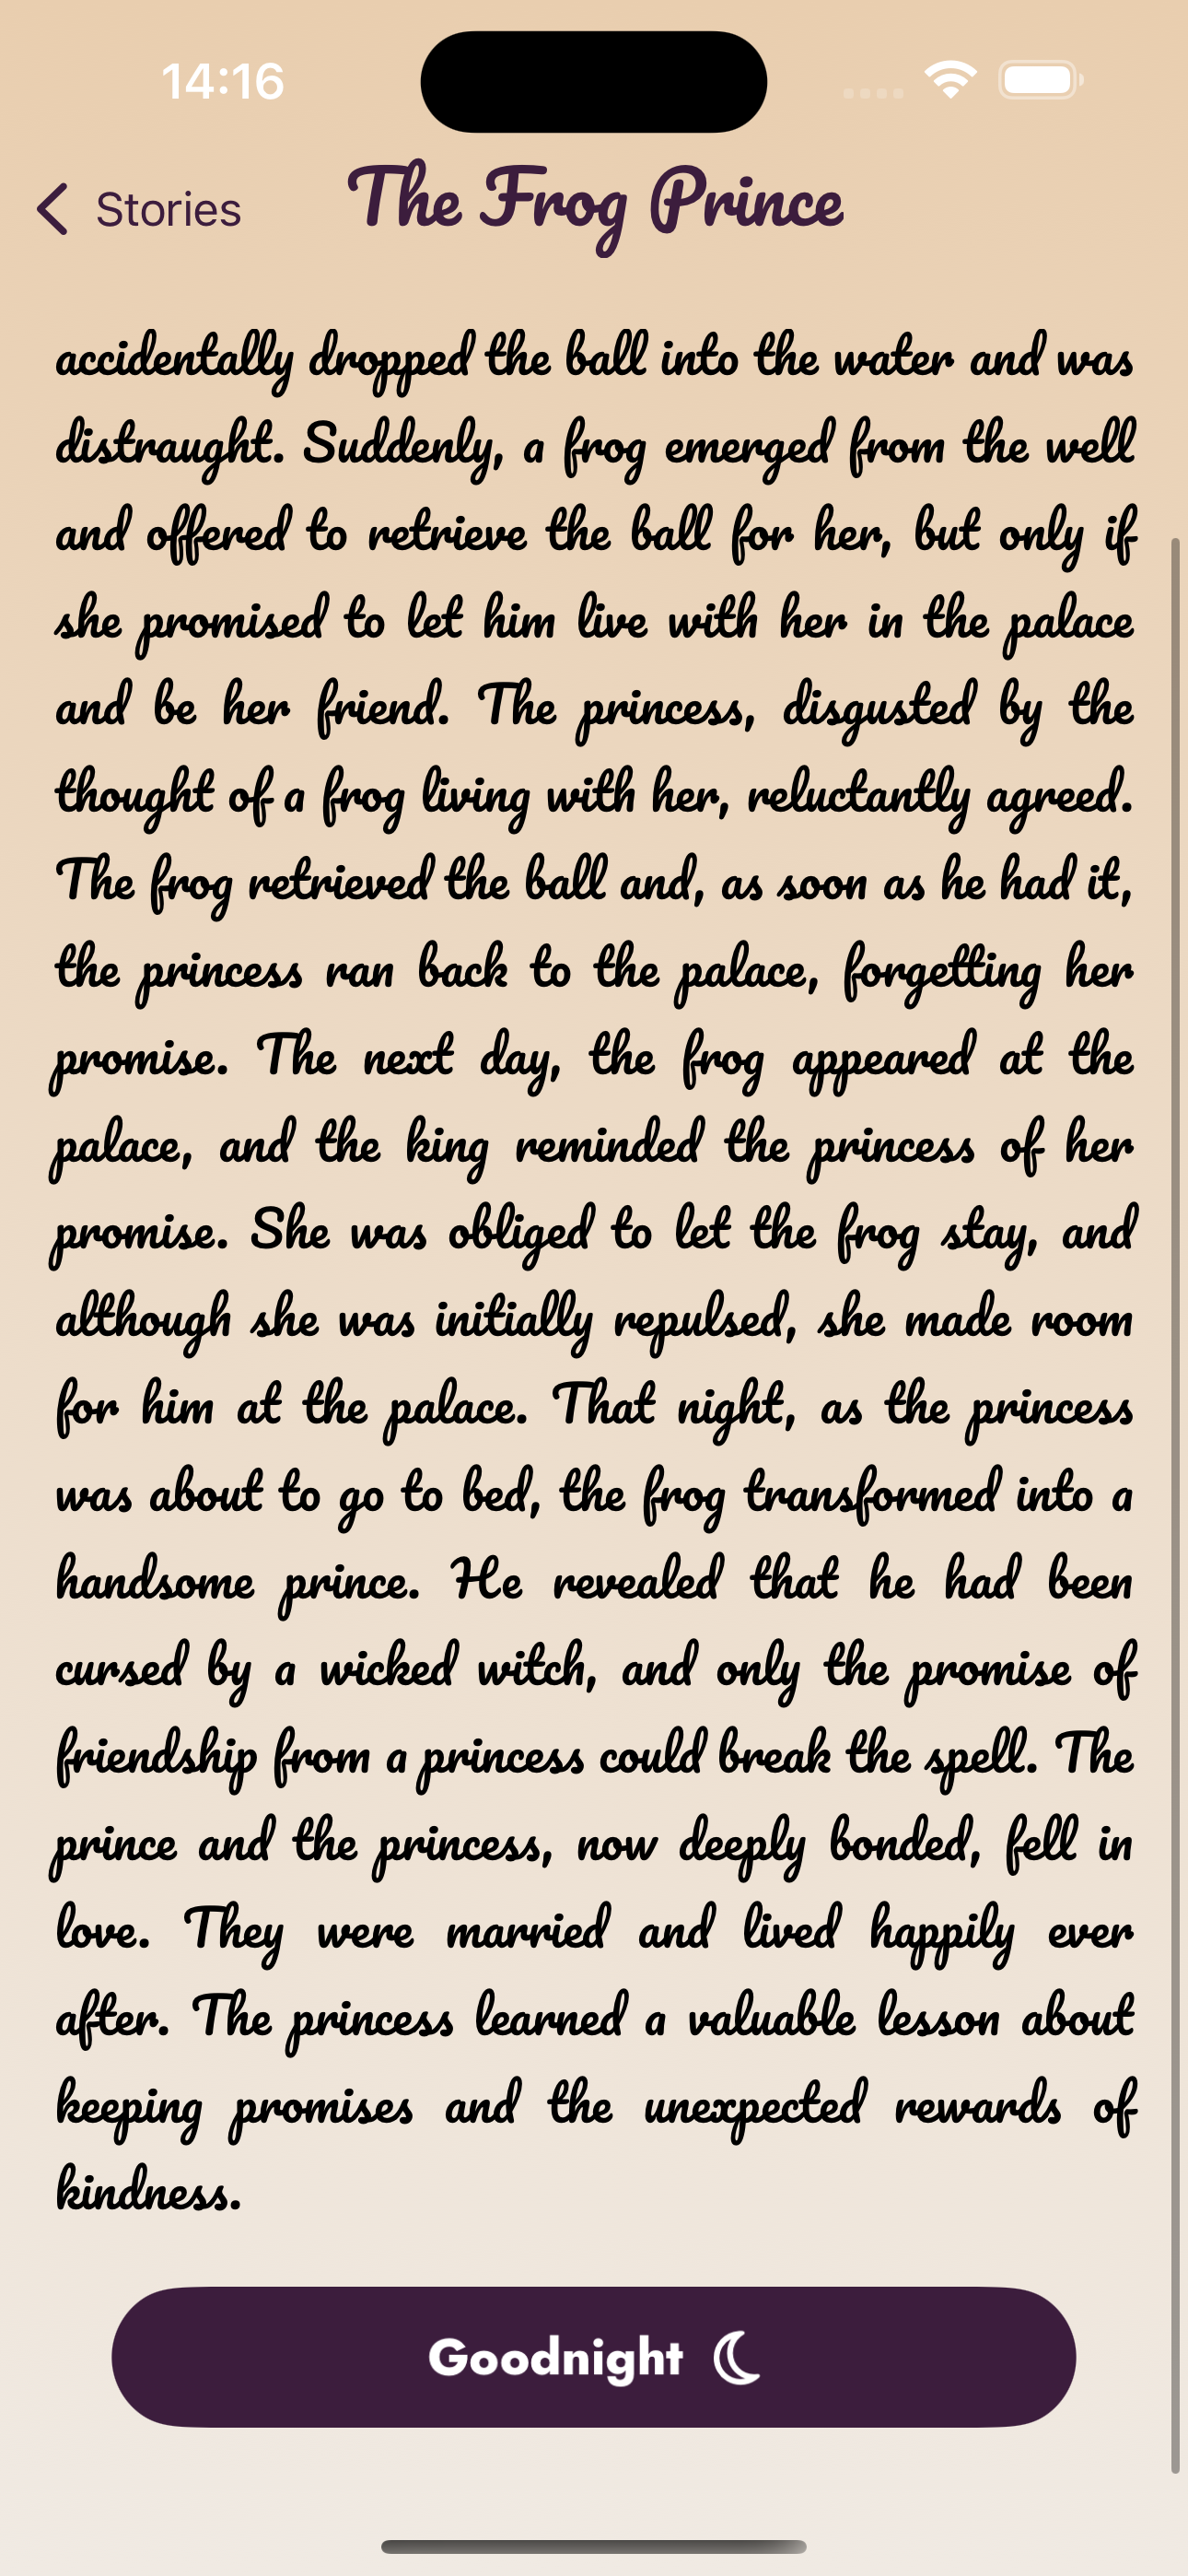 14:16
Stories
The Frog Prince
accidentally dropped the ball into the water and was
distraught. Suddenly, a frog emerged from the well
and offered to retrieve the ball for her, but only if
she promised to let him live with her in the palace
and be her friend. The princess, disgusted by the
thought of a frog living with her, reluctantly agreed.
The frog retrieved the ball and, as soon as he had it,
the princess ran back to the palace, forgetting her
promise. The next day, the frog appeared at the
palace, and the king reminded the princess of her
promise. She was obliged to let the frog stay, and
although she was initially repulsed, she made room
for him at the palace. That night, as the princess
was about to go to bed, the frog transformed into a
handsome prince. He revealed that he had been
cursed by a wicked witch, and only the promise of
friendship from a princess could break the spell. The
prince and the princess, now deeply bonded, fell in
love. They were married and lived happily ever
after. The princess learned a valuable lesson about
keeping promises and the unexpected rewards of
kindness.
Goodnight